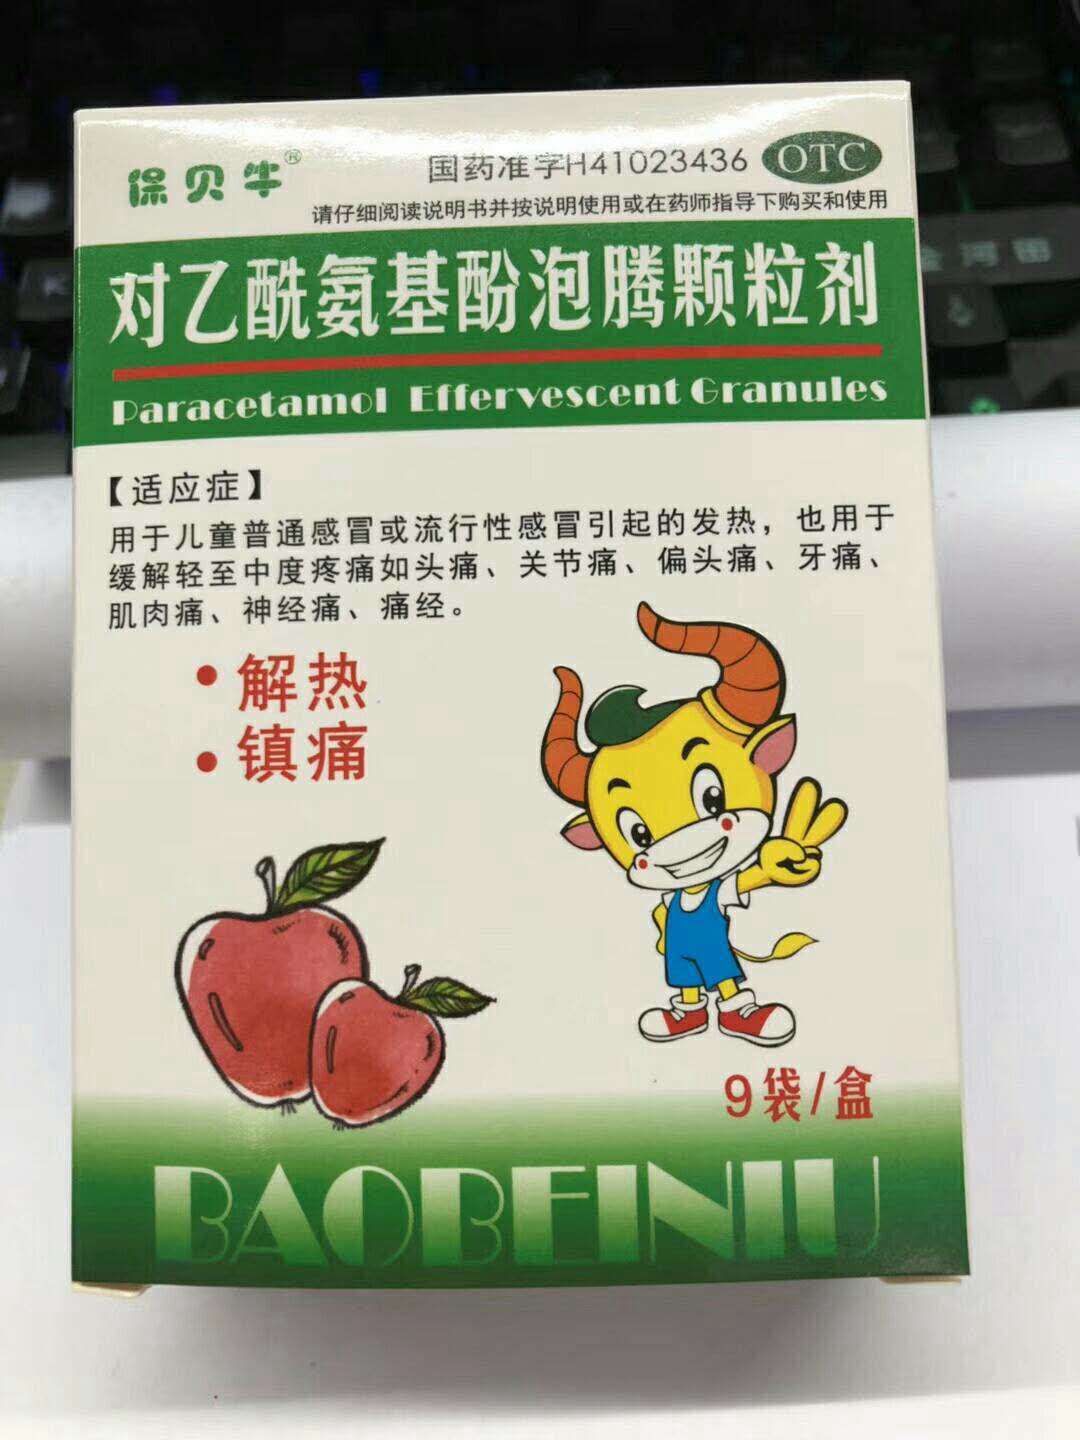 保贝牛®
国药准字H41023436 OTC
请仔细阅读说明书并按说明使用或在药师指导下购买和使用
对乙酰氨基酚泡腾颗粒剂
Paracetamol Effervescent Granules
【适应症】
用于儿童普通感冒或流行性感冒引起的发热，也用于
缓解轻至中度疼痛如头痛、关节痛、偏头痛、牙痛、
肌肉痛、神经痛、痛经。
·解热
·镇痛
9袋/盒
BAOBEINIU